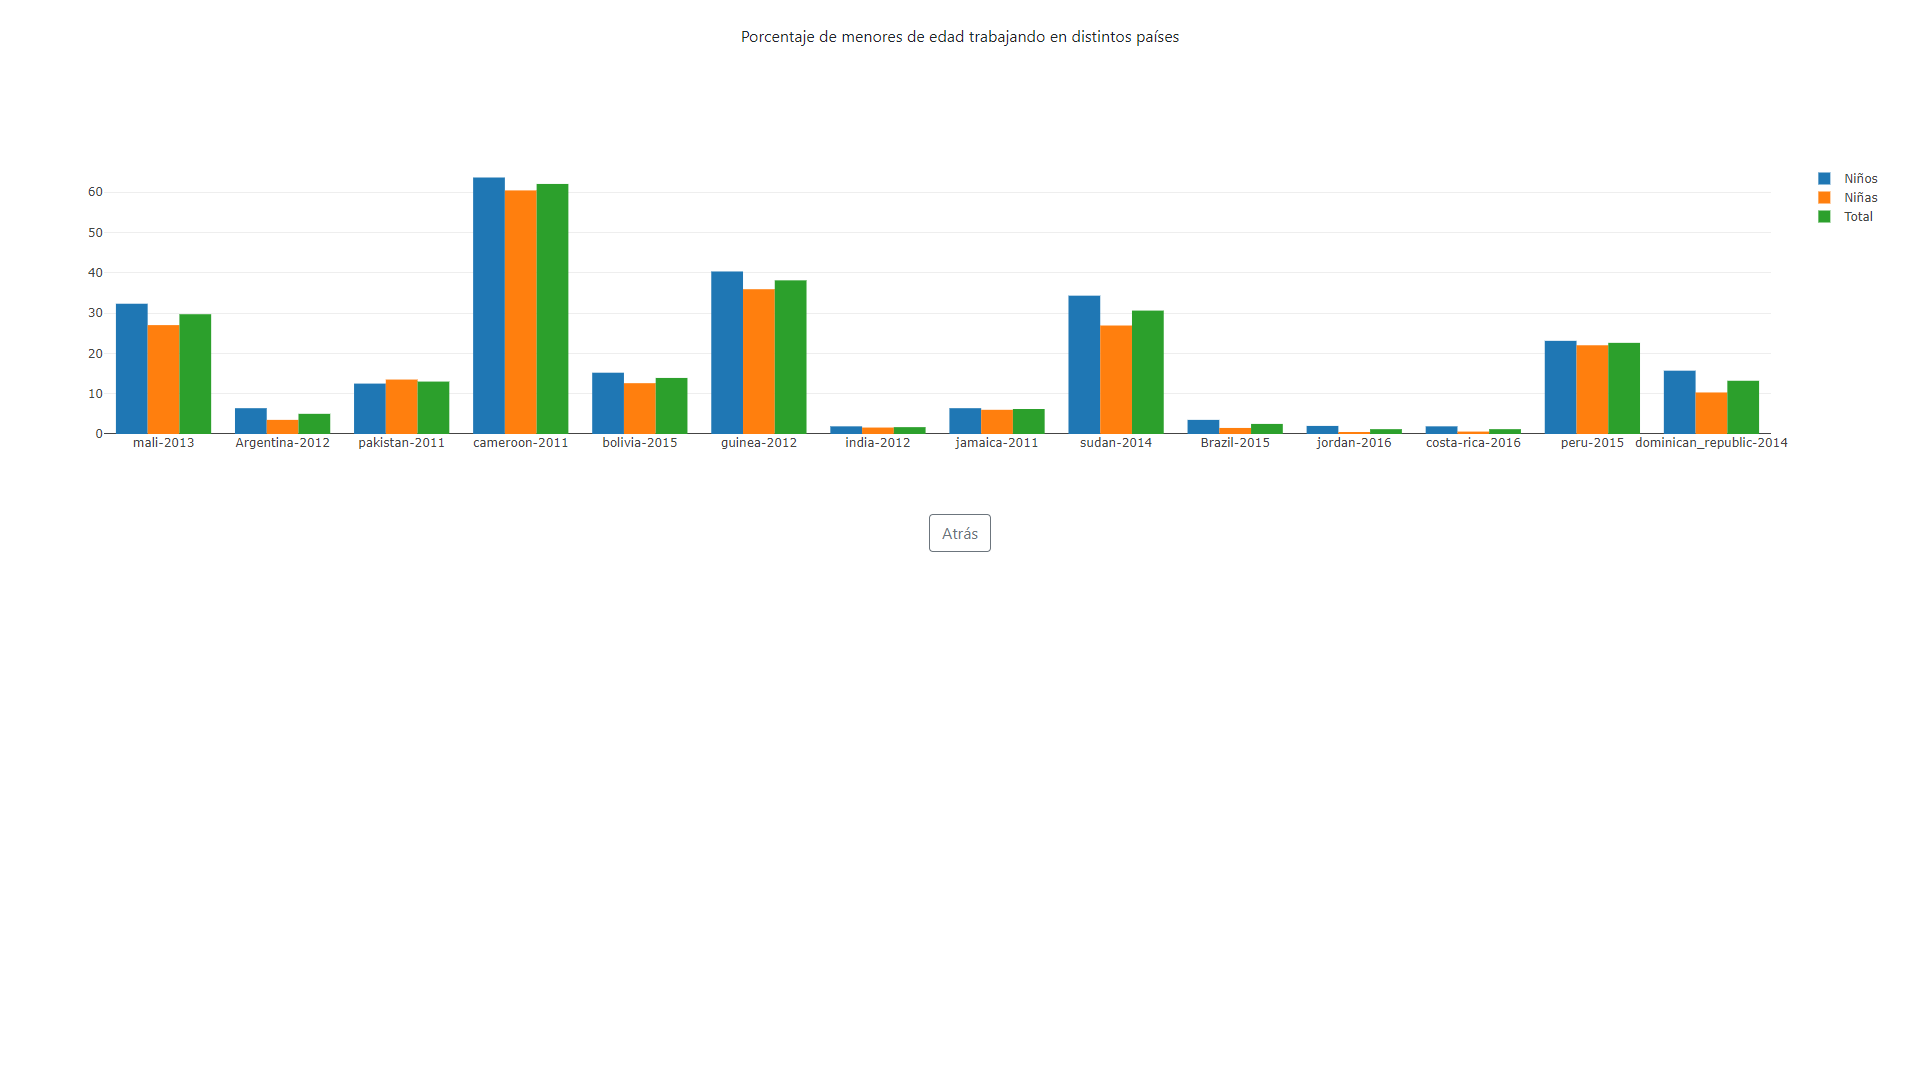 Porcentaje de menores de edad trabajando en distintos países
Niños
Niñas
Total
60
50
40
30
20
10
0
mali-2013 Argentina-2012 pakistan-2011 cameroon-2011 bolivia-2015 guinea-2012 india-2012 jamaica-2011 sudan-2014 Brazil-2015 jordan-2016 costa-rica-2016 peru-2015 dominican_republic-2014
Atrás